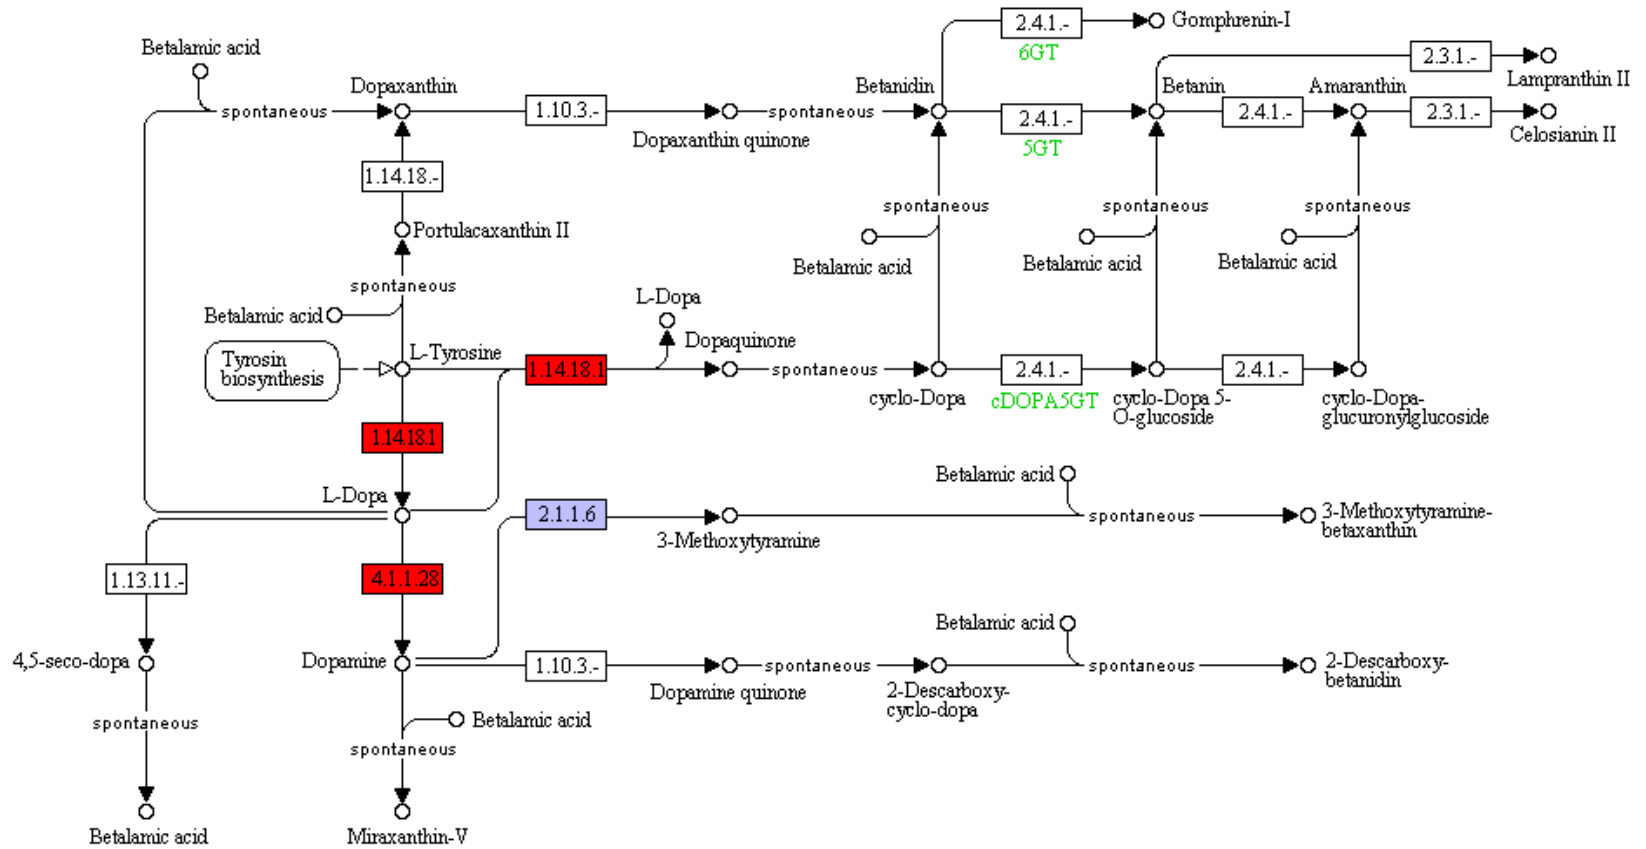 2.4.1.-
Gomphrenin-I
6GT
Betalamic acid
2.3.1.-
Lampranthin II
Dopaxanthin
Betanidin
Betanin
Amaranthin
spontaneous
1.10.3.-
spontaneous
2.4.1.-
2.4.1.-
2.3.1.-
Dopaxanthin quinone
5GT
Celosianin II
1.14.18.-
Portulacaxanthin II
spontaneous
spontaneous
spontaneous
Betalamic acid
Betalamic acid
Betalamic acid
spontaneous
Betalamic acid
L-Dopa
Dopaquinone
Tyrosin
biosynthesis
L-Tyrosine
1.14.18.1
spontaneous
2.4.1.-
2.4.1.-
cyclo-Dopa
cDOPA5GT
cyclo-Dopa 5-
O-glucoside
cyclo-Dopa-
glucuronylglucoside
1.14.18.1
L-Dopa
Betalamic acid
2.1.1.6
3-Methoxytyramine
spontaneous
3-Methoxytyramine-
betaxanthin
1.13.11.-
4.1.1.28
Betalamic acid
4,5-seco-dopa
Dopamine
1.10.3.-
Dopamine quinone
spontaneous
2-Descarboxy-
cyclo-dopa
spontaneous
2-Descarboxy-
betanidin
spontaneous
Betalamic acid
spontaneous
Betalamic acid
Miraxanthin-V